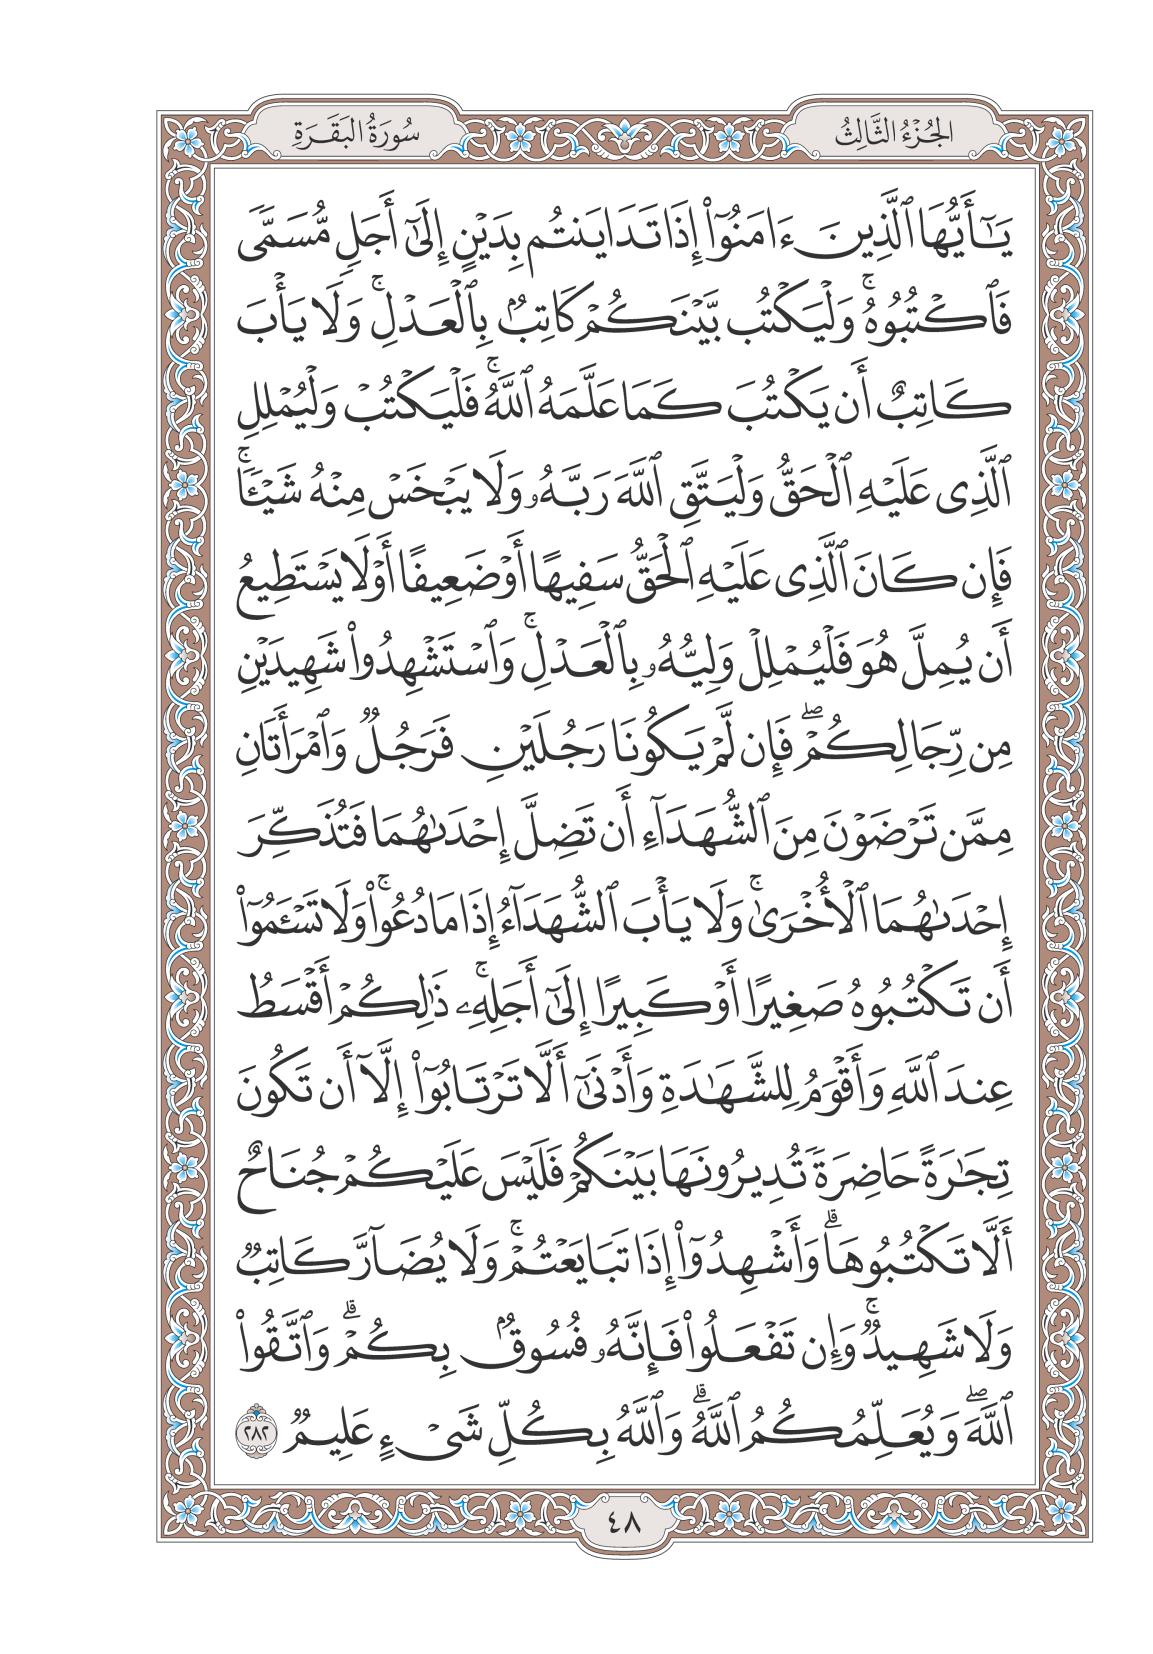 الجُزْءُ الثَّالِثُ
سُورَةُ البَقَرَةِ
يَٰٓأَيُّهَا ٱلَّذِينَ ءَامَنُوٓا۟ إِذَا تَدَايَنتُم بِدَيْنٍ إِلَىٰٓ أَجَلٍ مُّسَمًّى
فَٱكْتُبُوهُ ۚ وَلْيَكْتُب بَّيْنَكُمْ كَاتِبٌۢ بِٱلْعَدْلِ ۚ وَلَا يَأْبَ
كَاتِبٌ أَن يَكْتُبَ كَمَا عَلَّمَهُ ٱللَّهُ ۚ فَلْيَكْتُبْ وَلْيُمْلِلِ
ٱلَّذِى عَلَيْهِ ٱلْحَقُّ وَلْيَتَّقِ ٱللَّهَ رَبَّهُۥ وَلَا يَبْخَسْ مِنْهُ شَيْـًٔا ۚ
فَإِن كَانَ ٱلَّذِى عَلَيْهِ ٱلْحَقُّ سَفِيهًا أَوْ ضَعِيفًا أَوْ لَا يَسْتَطِيعُ
أَن يُمِلَّ هُوَ فَلْيُمْلِلْ وَلِيُّهُۥ بِٱلْعَدْلِ ۚ وَٱسْتَشْهِدُوا۟ شَهِيدَيْنِ
مِن رِّجَالِكُمْ ۖ فَإِن لَّمْ يَكُونَا رَجُلَيْنِ فَرَجُلٌ وَٱمْرَأَتَانِ
مِمَّن تَرْضَوْنَ مِنَ ٱلشُّهَدَآءِ أَن تَضِلَّ إِحْدَىٰهُمَا فَتُذَكِّرَ
إِحْدَىٰهُمَا ٱلْأُخْرَىٰ ۚ وَلَا يَأْبَ ٱلشُّهَدَآءُ إِذَا مَا دُعُوا۟ ۚ وَلَا تَسْـَٔمُوٓا۟
أَن تَكْتُبُوهُ صَغِيرًا أَوْ كَبِيرًا إِلَىٰٓ أَجَلِهِۦ ۚ ذَٰلِكُمْ أَقْسَطُ
عِندَ ٱللَّهِ وَأَقْوَمُ لِلشَّهَٰدَةِ وَأَدْنَىٰٓ أَلَّا تَرْتَابُوٓا۟ ۖ إِلَّآ أَن تَكُونَ
تِجَٰرَةً حَاضِرَةً تُدِيرُونَهَا بَيْنَكُمْ فَلَيْسَ عَلَيْكُمْ جُنَاحٌ
أَلَّا تَكْتُبُوهَا ۗ وَأَشْهِدُوٓا۟ إِذَا تَبَايَعْتُمْ ۚ وَلَا يُضَآرَّ كَاتِبٌ
وَلَا شَهِيدٌ ۚ وَإِن تَفْعَلُوا۟ فَإِنَّهُۥ فُسُوقٌۢ بِكُمْ ۗ وَٱتَّقُوا۟
ٱللَّهَ ۖ وَيُعَلِّمُكُمُ ٱللَّهُ ۗ وَٱللَّهُ بِكُلِّ شَىْءٍ عَلِيمٌ ٢٨٢
٤٨